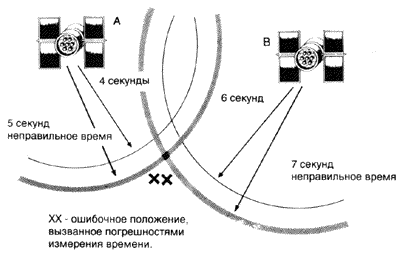 А
В
4 секунды
6 секунд
5 секунд
неправильное время
7 секунд
неправильное время
XX
XX - ошибочное положение,
вызванное погрешностями
измерения времени.